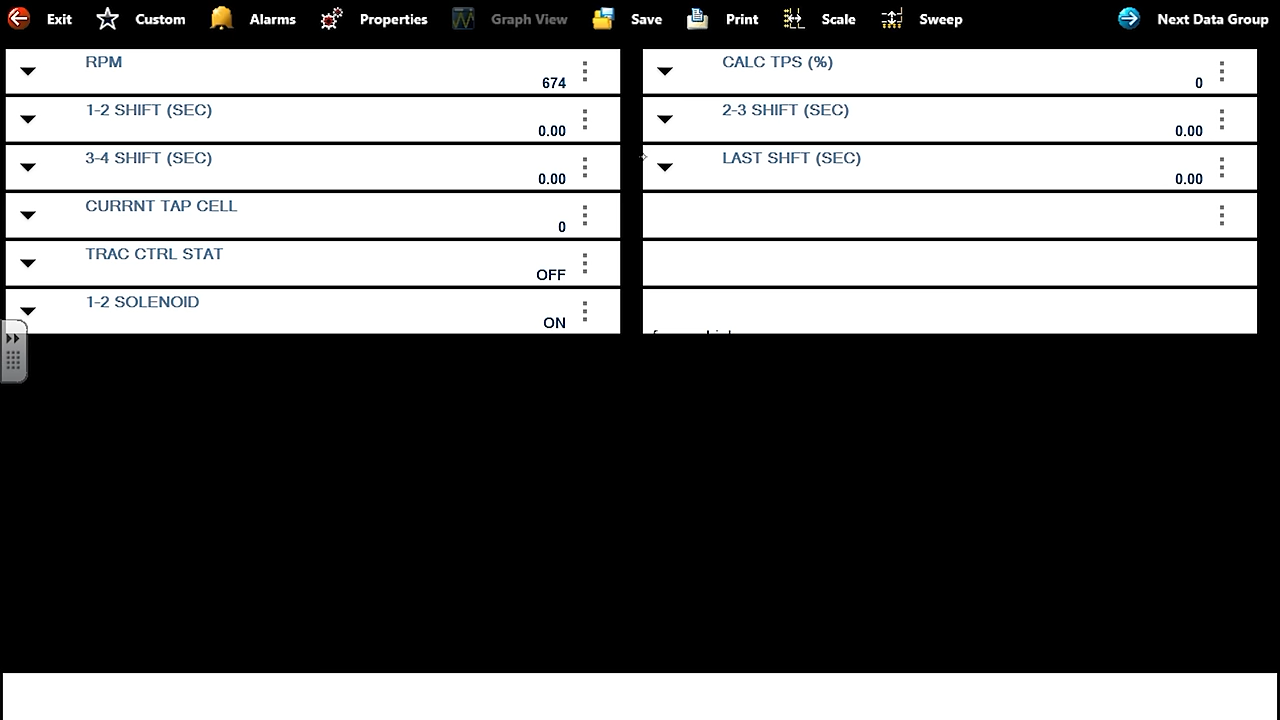 Exit Custom Alarms Properties Graph View Save Print Scale Sweep Next Data Group
RPM
674
CALC TPS (%)
0
1-2 SHIFT (SEC)
0.00
2-3 SHIFT (SEC)
0.00
3-4 SHIFT (SEC)
0.00
LAST SHFT (SEC)
0.00
CURRNT TAP CELL
0
TRAC CTRL STAT
OFF
1-2 SOLENOID
ON